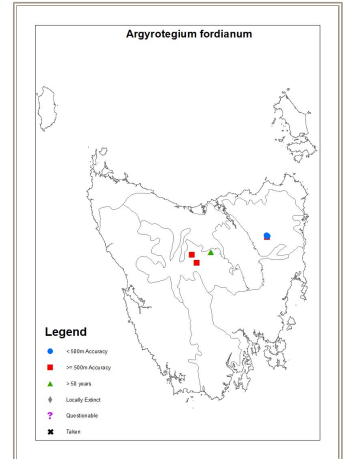 Argyrotegium fordianum
Legend
< 500m Accuracy
>= 500m Accuracy
> 50 years
Locally Extinct
Questionable
Taken